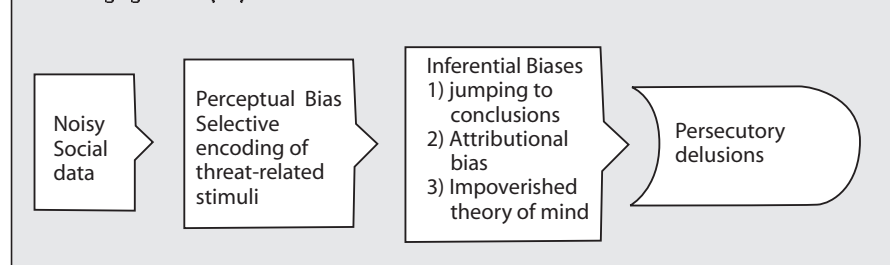 Noisy
Social
data
Perceptual Bias
Selective
encoding of
threat-related
stimuli
Inferential Biases
1) jumping to
conclusions
2) Attributional
bias
3) Impoverished
theory of mind
Persecutory
delusions